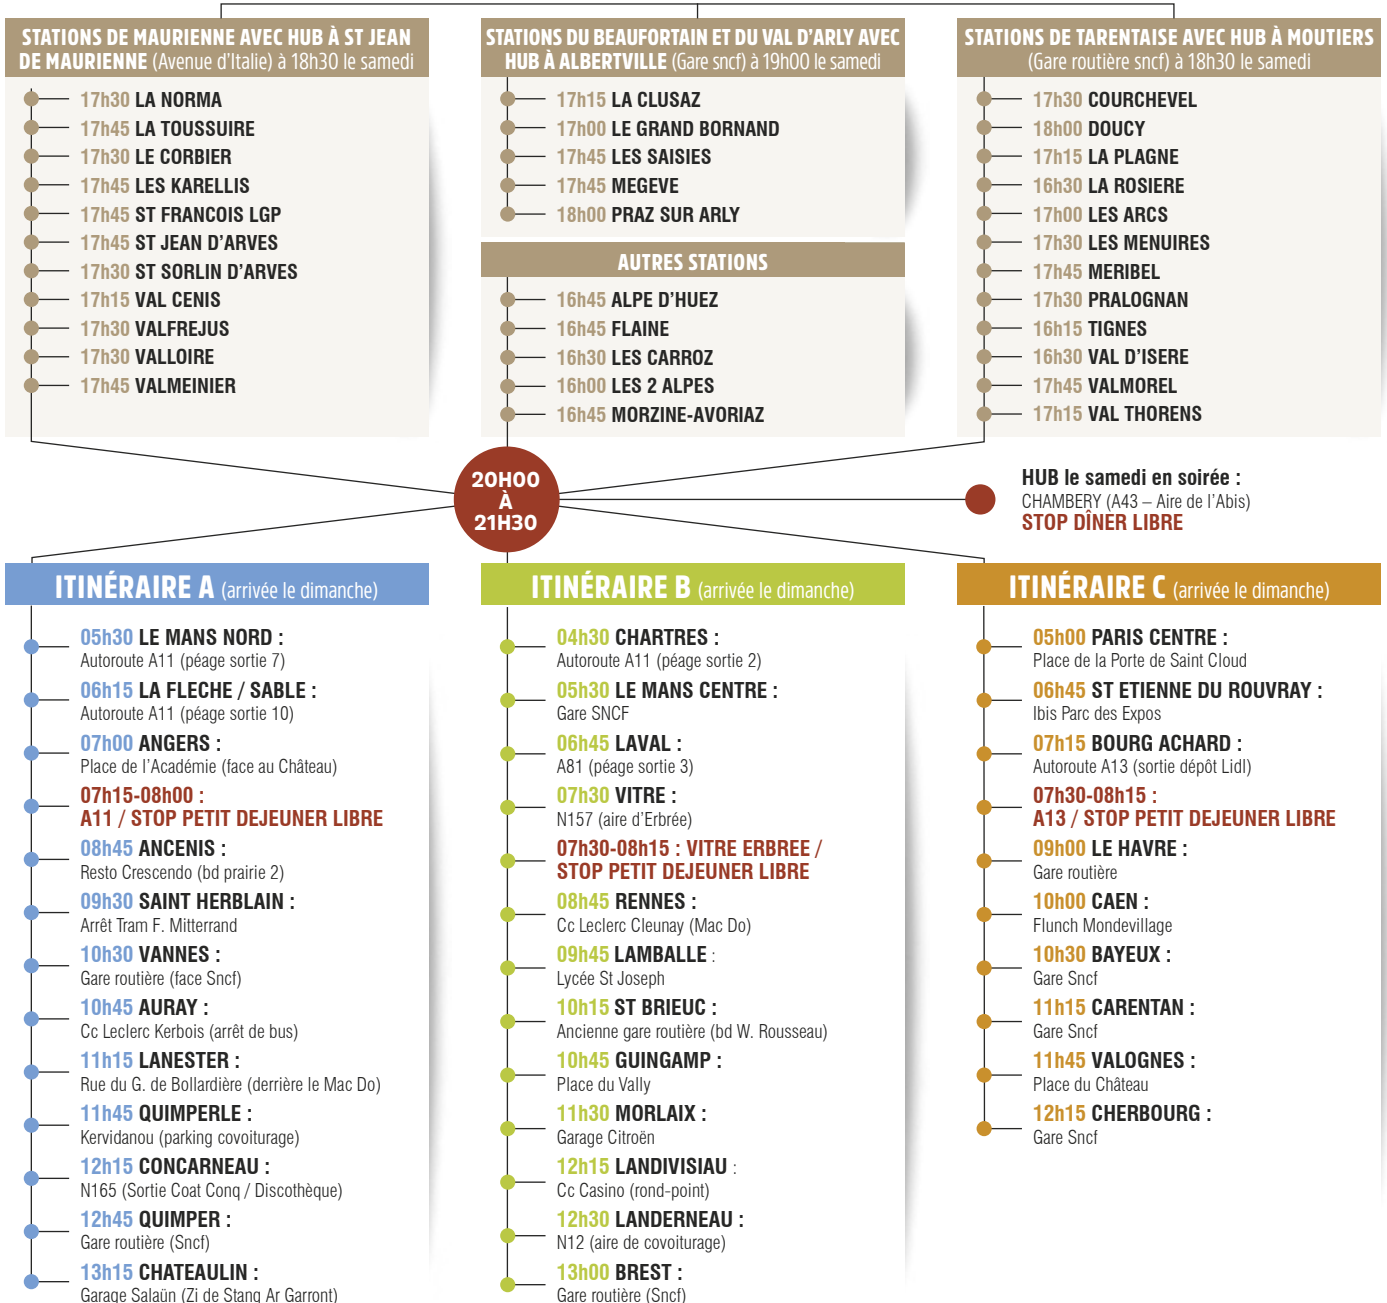 STATIONS DE MAURIENNE AVEC HUB À ST JEAN
DE MAURIENNE (Avenue d'Italie) à 18h30 le samedi
17h30 LA NORMA
17h45 LA TOUSSUIRE
17h30 LE CORBIER
17h45 LES KARELLIS
17h45 ST FRANCOIS LGP
17h45 ST JEAN D'ARVES
17h30 ST SORLIN D'ARVES
17h15 VAL CENIS
17h30 VALFREJUS
17h30 VALLOIRE
17h45 VALMEINIER
STATIONS DU BEAUFORTAIN ET DU VAL D'ARLY AVEC
HUB À ALBERTVILLE (Gare sncf) à 19h00 le samedi
17h15 LA CLUSAZ
17h00 LE GRAND BORNAND
17h45 LES SAISIES
17h45 MEGEVE
18h00 PRAZ SUR ARLY
AUTRES STATIONS
16h45 ALPE D'HUEZ
16h45 FLAINE
16h30 LES CARROZ
16h00 LES 2 ALPES
16h45 MORZINE-AVORIAZ
STATIONS DE TARENTAISE AVEC HUB À MOUTIERS
(Gare routière sncf) à 18h30 le samedi
17h30 COURCHEVEL
18h00 DOUCY
17h15 LA PLAGNE
16h30 LA ROSIERE
17h00 LES ARCS
17h30 LES MENUIRES
17h45 MERIBEL
17h30 PRALOGNAN
16h15 TIGNES
16h30 VAL D'ISERE
17h45 VALMOREL
17h15 VAL THORENS
20H00
À
21H30
HUB le samedi en soirée :
CHAMBERY (A43 – Aire de l'Abis)
STOP DÎNER LIBRE
ITINÉRAIRE A (arrivée le dimanche)
05h30 LE MANS NORD :
Autoroute A11 (péage sortie 7)
06h15 LA FLECHE / SABLE :
Autoroute A11 (péage sortie 10)
07h00 ANGERS :
Place de l'Académie (face au Château)
07h15-08h00 :
A11 / STOP PETIT DEJEUNER LIBRE
08h45 ANCENIS :
Resto Crescendo (bd prairie 2)
09h30 SAINT HERBLAIN :
Arrêt Tram F. Mitterrand
10h30 VANNES :
Gare routière (face Sncf)
10h45 AURAY :
Cc Leclerc Kerbois (arrêt de bus)
11h15 LANESTER :
Rue du G. de Bollardière (derrière le Mac Do)
11h45 QUIMPERLE :
Kervidanou (parking covoiturage)
12h15 CONCARNEAU :
N165 (Sortie Coat Conq / Discothèque)
12h45 QUIMPER :
Gare routière (Sncf)
13h15 CHATEAULIN :
Garage Salaün (Zi de Stang Ar Garront)
ITINÉRAIRE B (arrivée le dimanche)
04h30 CHARTRES :
Autoroute A11 (péage sortie 2)
05h30 LE MANS CENTRE :
Gare SNCF
06h45 LAVAL :
A81 (péage sortie 3)
07h30 VITRE :
N157 (aire d'Erbrée)
07h30-08h15 : VITRE ERBREE /
STOP PETIT DEJEUNER LIBRE
08h45 RENNES :
Cc Leclerc Cleunay (Mac Do)
09h45 LAMBALLE :
Lycée St Joseph
10h15 ST BRIEUC :
Ancienne gare routière (bd W. Rousseau)
10h45 GUINGAMP :
Place du Vally
11h30 MORLAIX :
Garage Citroën
12h15 LANDIVISIAU :
Cc Casino (rond-point)
12h30 LANDERNEAU :
N12 (aire de covoiturage)
13h00 BREST :
Gare routière (Sncf)
ITINÉRAIRE C (arrivée le dimanche)
05h00 PARIS CENTRE :
Place de la Porte de Saint Cloud
06h45 ST ETIENNE DU ROUVRAY :
Ibis Parc des Expos
07h15 BOURG ACHARD :
Autoroute A13 (sortie dépôt Lidl)
07h30-08h15 :
A13 / STOP PETIT DEJEUNER LIBRE
09h00 LE HAVRE :
Gare routière
10h00 CAEN :
Flunch Mondevillage
10h30 BAYEUX :
Gare Sncf
11h15 CARENTAN :
Gare Sncf
11h45 VALOGNES :
Place du Château
12h15 CHERBOURG :
Gare Sncf